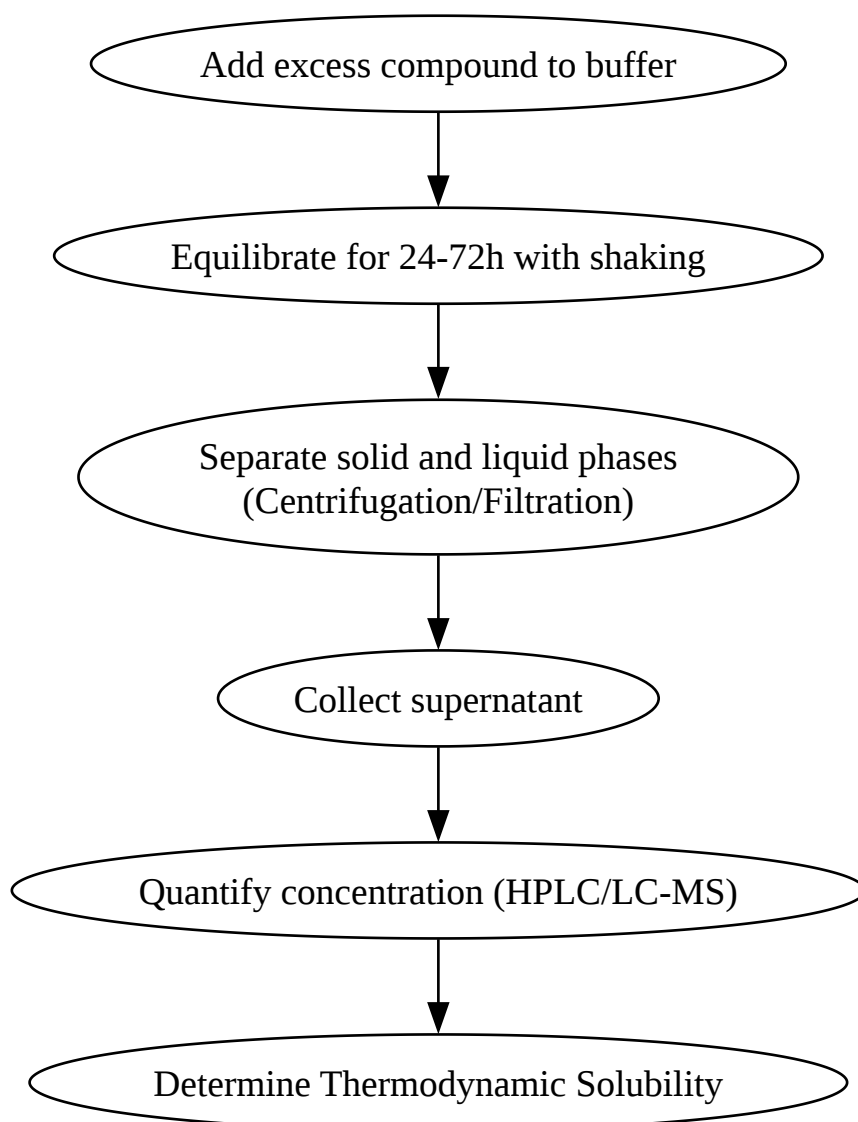 Add excess compound to buffer
Equilibrate for 24-72h with shaking
Separate solid and liquid phases
(Centrifugation/Filtration)
Collect supernatant
Quantify concentration (HPLC/LC-MS)
Determine Thermodynamic Solubility